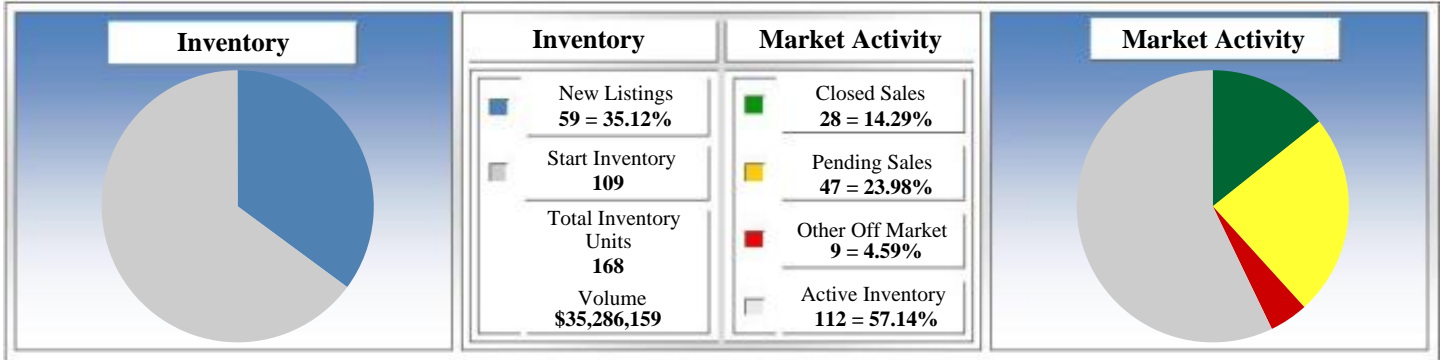 Inventory
Inventory
Market Activity
New Listings
59 = 35.12%
Start Inventory
109
Total Inventory
Units
168
Volume
$35,286,159
Closed Sales
28 = 14.29%
Pending Sales
47 = 23.98%
Other Off Market
9 = 4.59%
Active Inventory
112 = 57.14%
Market Activity